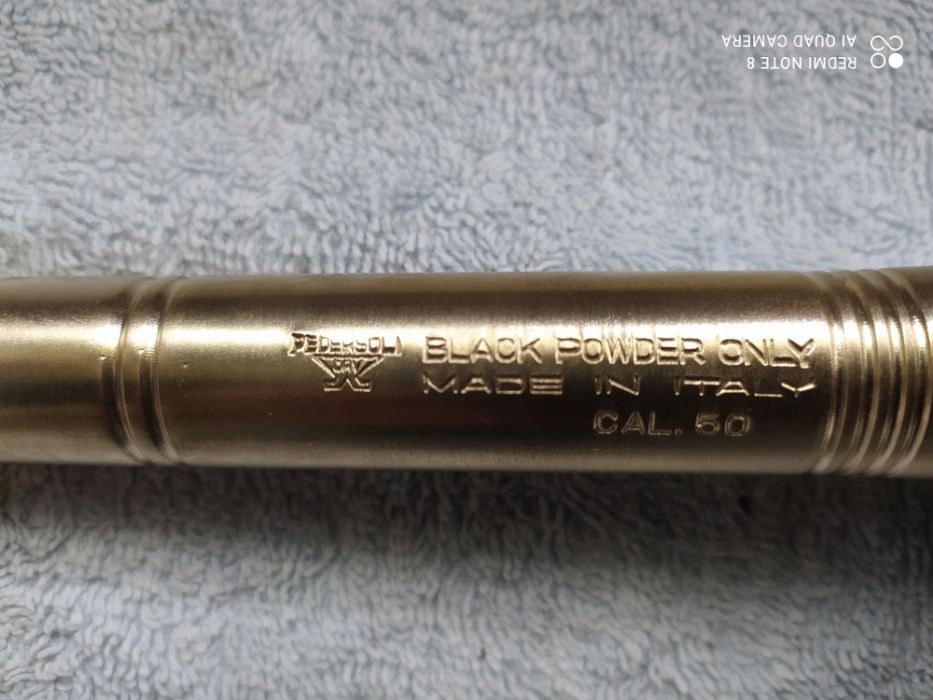 REDMI NOTE 8
AI QUAD CAMERA
PEDERSOLI BLACK POWDER ONLY
MADE IN ITALY
CAL. 50